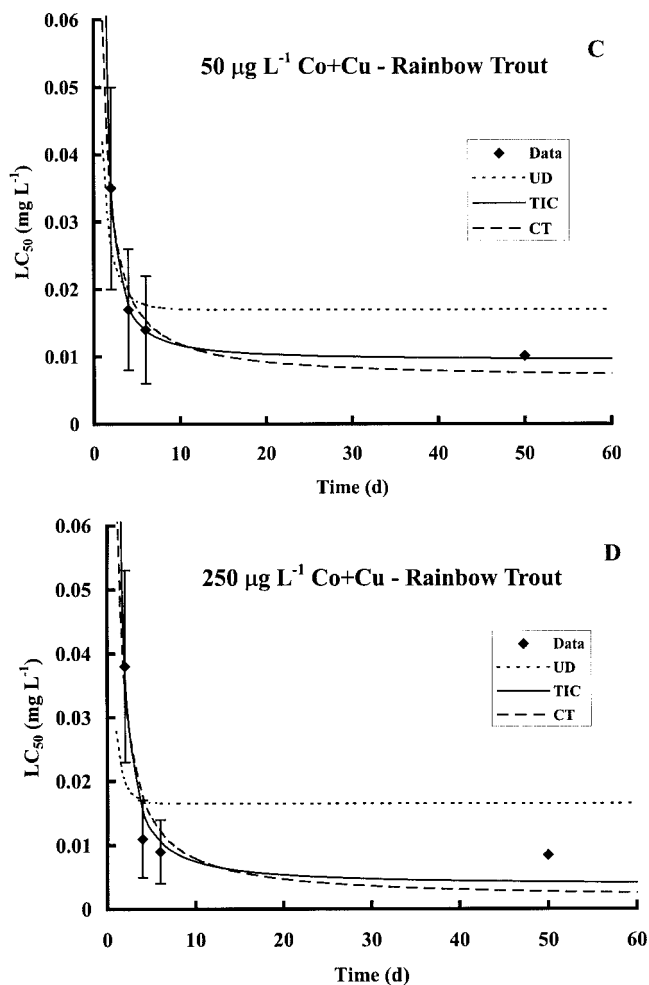 0.06
C
50 μg L⁻¹ Co+Cu - Rainbow Trout
0.05
Data
UD
TIC
CT
0.04
0.03
0.02
0.01
0
LC₅₀ (mg L⁻¹)
0 10 20 30 40 50 60
Time (d)
0.06
D
250 μg L⁻¹ Co+Cu - Rainbow Trout
0.05
Data
UD
TIC
CT
0.04
0.03
0.02
0.01
0
LC₅₀ (mg L⁻¹)
0 10 20 30 40 50 60
Time (d)